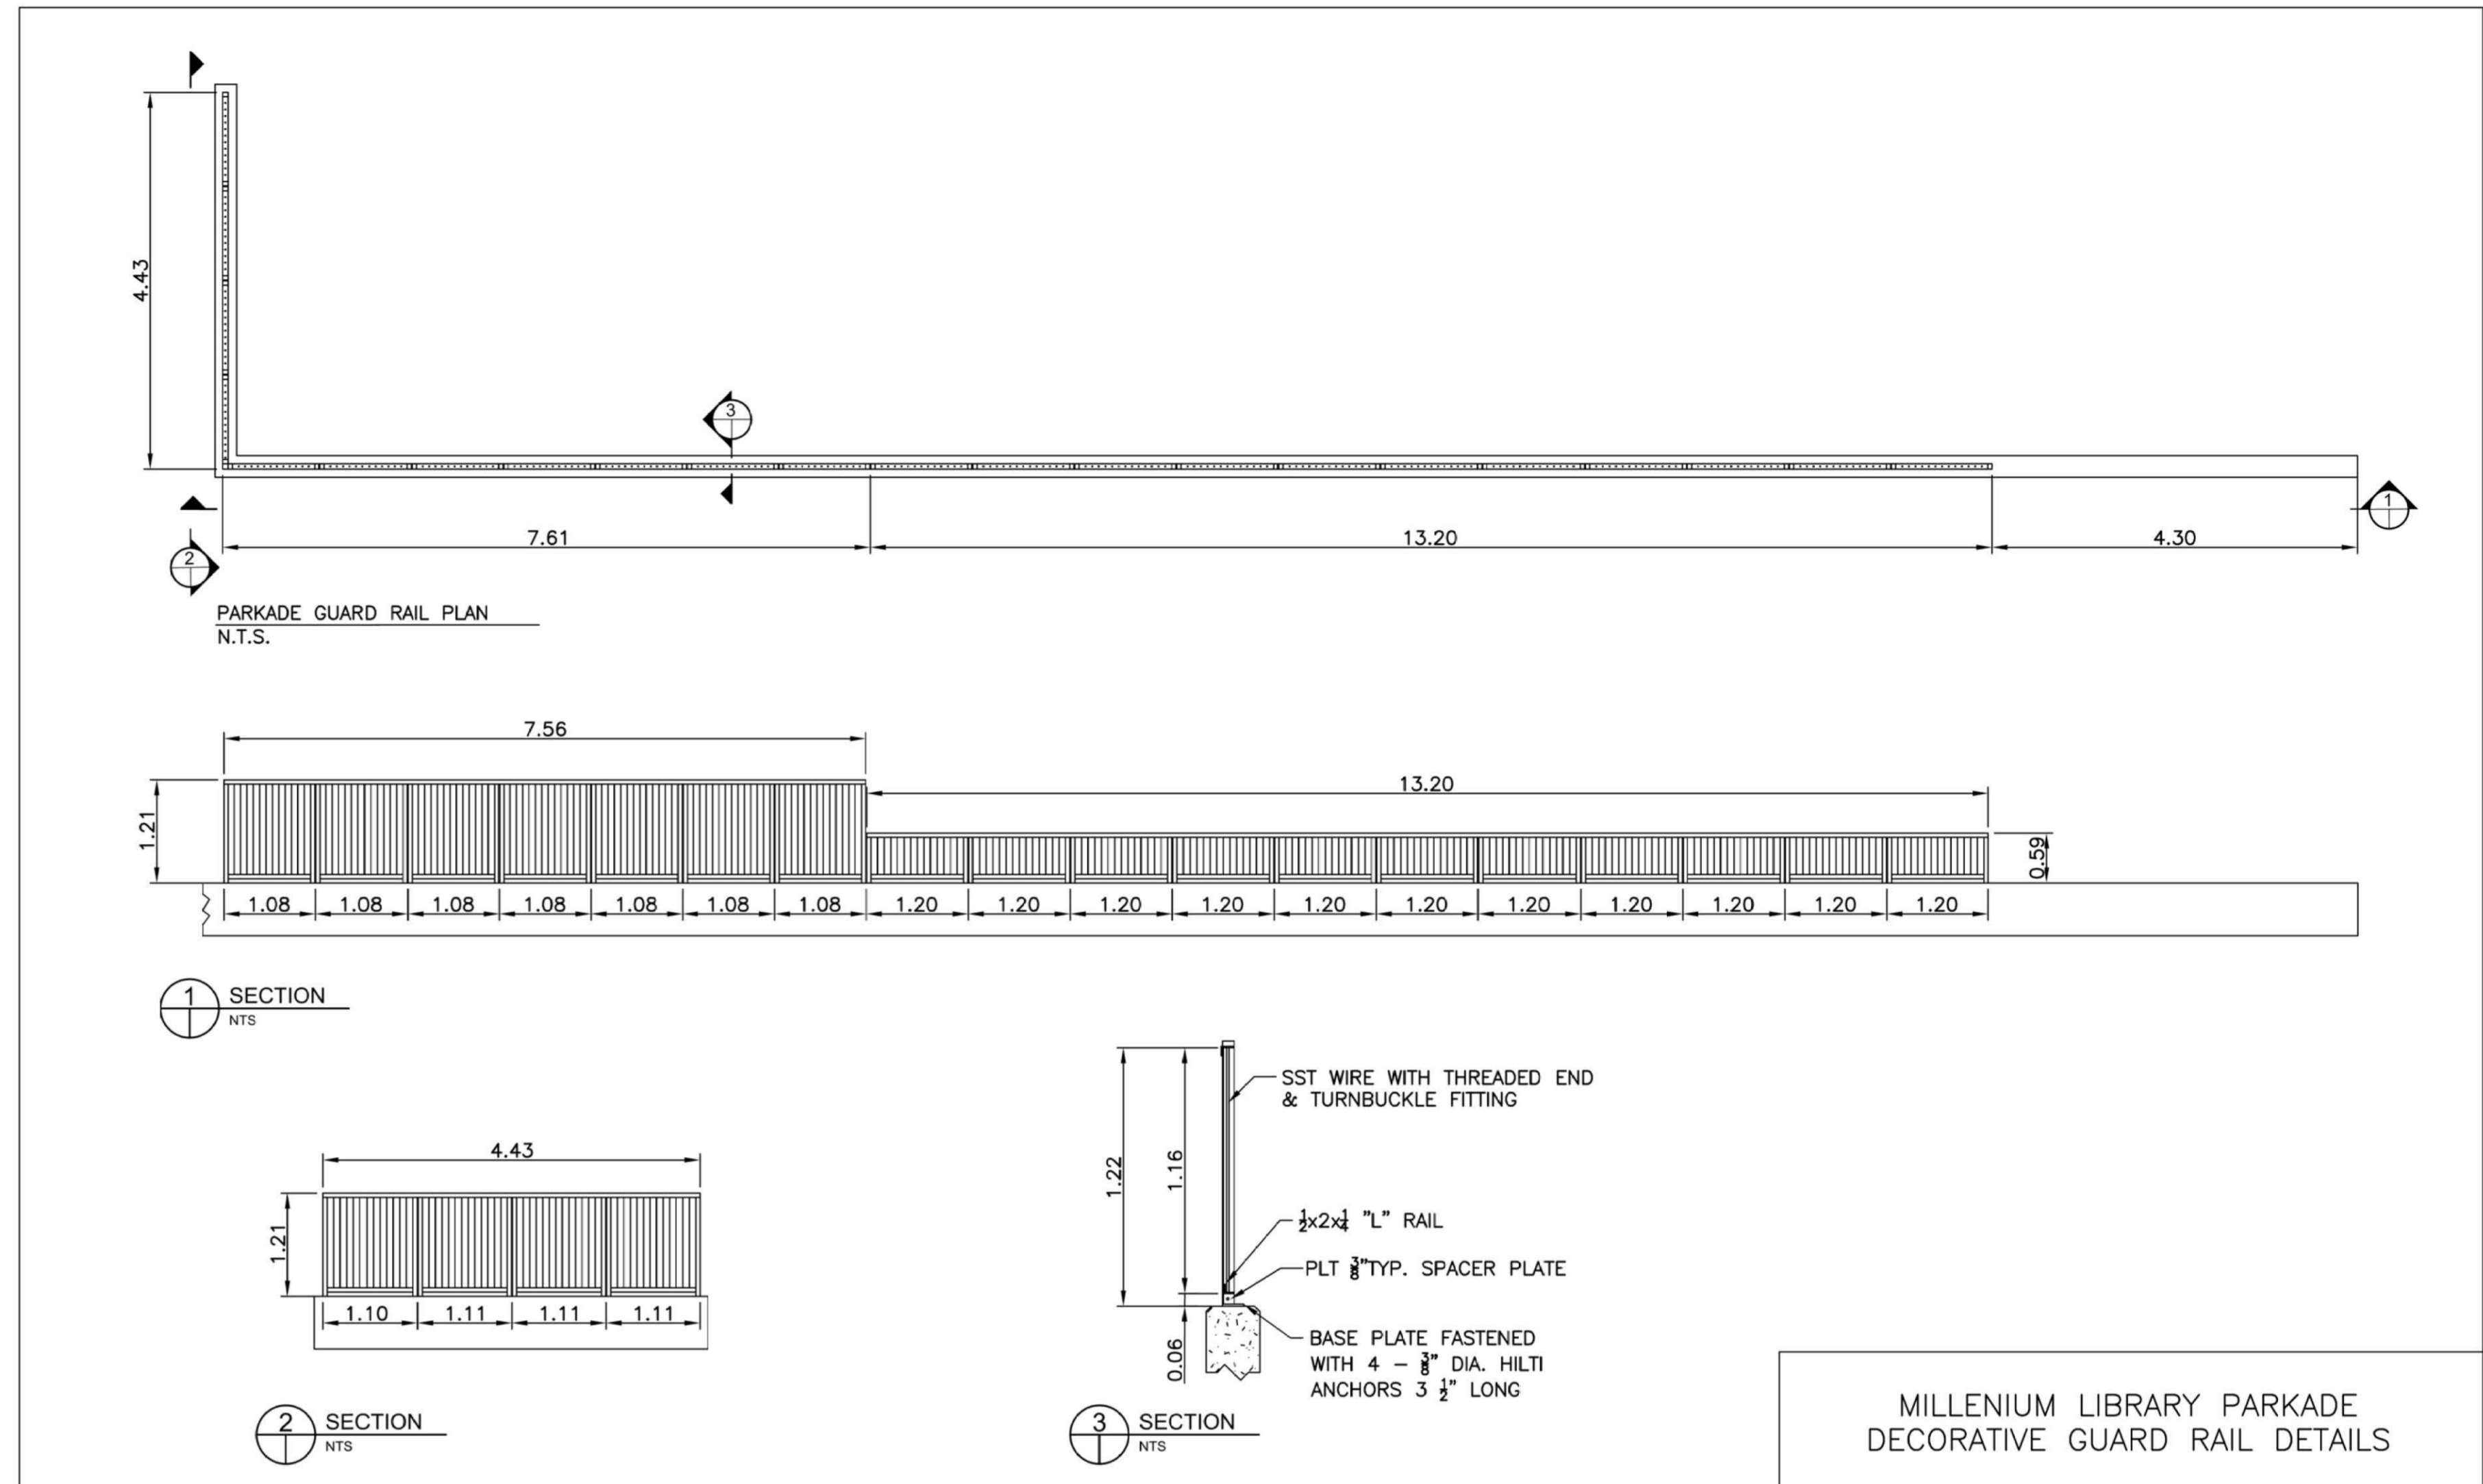 4.43
3
1
7.61
13.20
4.30
2
PARKADE GUARD RAIL PLAN
N.T.S.
7.56
13.20
1.21
0.59
1.08 1.08 1.08 1.08 1.08 1.08 1.08 1.20 1.20 1.20 1.20 1.20 1.20 1.20 1.20 1.20 1.20 1.20
1 SECTION
NTS
4.43
1.21
1.10 1.11 1.11 1.11
2 SECTION
NTS
1.22
1.16
0.06
SST WIRE WITH THREADED END
& TURNBUCKLE FITTING
½x2x¼ "L" RAIL
PLT ⅜"TYP. SPACER PLATE
BASE PLATE FASTENED
WITH 4 – ⅜" DIA. HILTI
ANCHORS 3 ½" LONG
3 SECTION
NTS
MILLENIUM LIBRARY PARKADE
DECORATIVE GUARD RAIL DETAILS